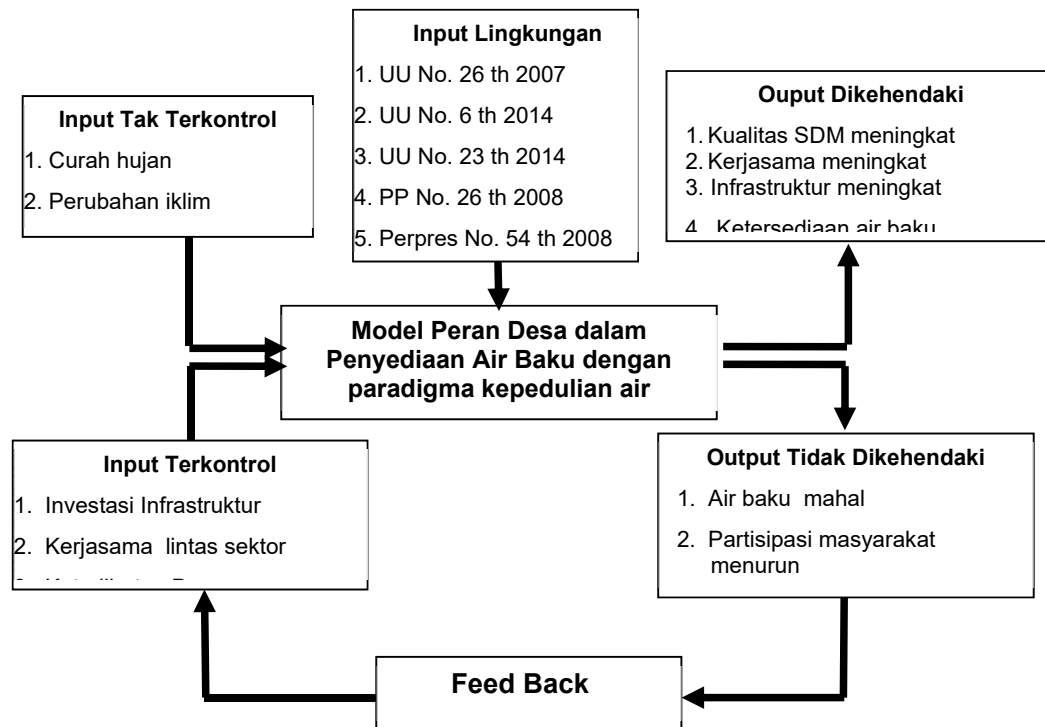 Input Lingkungan
1. UU No. 26 th 2007
2. UU No. 6 th 2014
3. UU No. 23 th 2014
4. PP No. 26 th 2008
5. Perpres No. 54 th 2008
Input Tak Terkontrol
1. Curah hujan
2. Perubahan iklim
Ouput Dikehendaki
1. Kualitas SDM meningkat
2. Kerjasama meningkat
3. Infrastruktur meningkat
4. Ketersediaan air baku
Model Peran Desa dalam
Penyediaan Air Baku dengan
paradigma kepedulian air
Input Terkontrol
1. Investasi Infrastruktur
2. Kerjasama lintas sektor
Output Tidak Dikehendaki
1. Air baku mahal
2. Partisipasi masyarakat
menurun
Feed Back